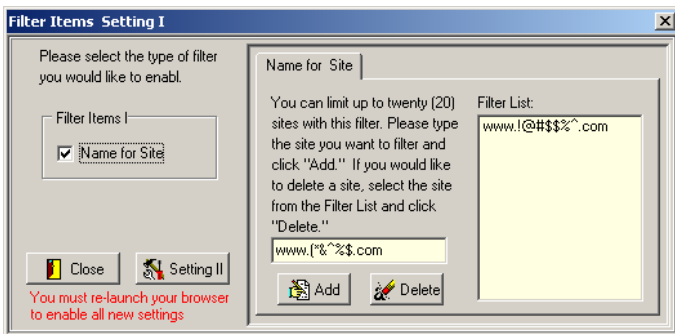 Filter Items  Setting I
Please select the type of filter
you would like to enabl.
Filter Items I
Name for Site
Close
Setting II
You must re-launch your browser
to enable all new settings
Name for  Site
You can limit up to twenty (20)
sites with this filter. Please type
the site you want to filter and
click "Add."  If you would like
to delete a site, select the site
from the Filter List and click
"Delete."
www.(*&^%$.com
Add
Delete
Filter List:
www.!@#$$%^.com